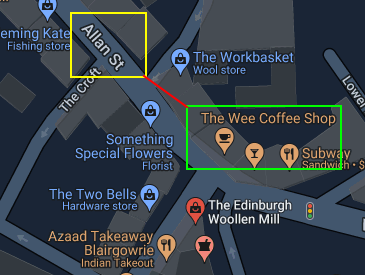 eming Kate
Fishing store
Allan St
The Workbasket
Wool store
The Croft
Lower
The Wee Coffee Shop
Something
Special Flowers
Florist
Subway
Sandwich • $
The Two Bells
Hardware store
The Edinburgh
Woollen Mill
Azaad Takeaway
Blairgowrie
Indian Takeout